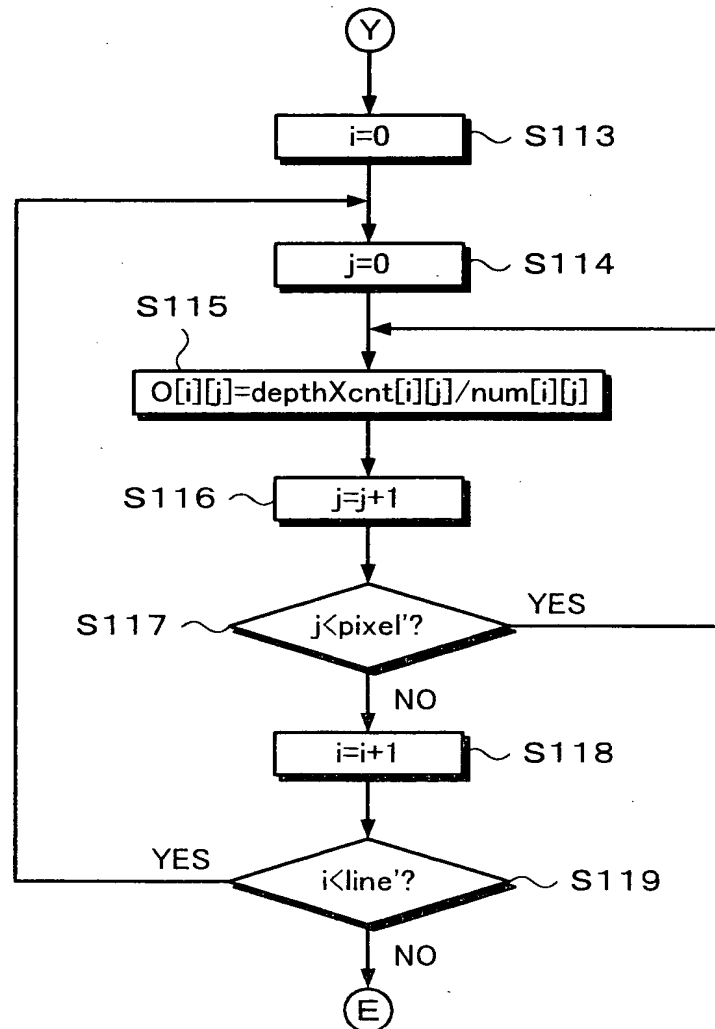 Y
i=0
S113
j=0
S114
S115
O[i][j]=depthXcnt[i][j]/num[i][j]
S116
j=j+1
S117
j<pixel'?
YES
NO
i=i+1
S118
YES
i<line'?
S119
NO
E